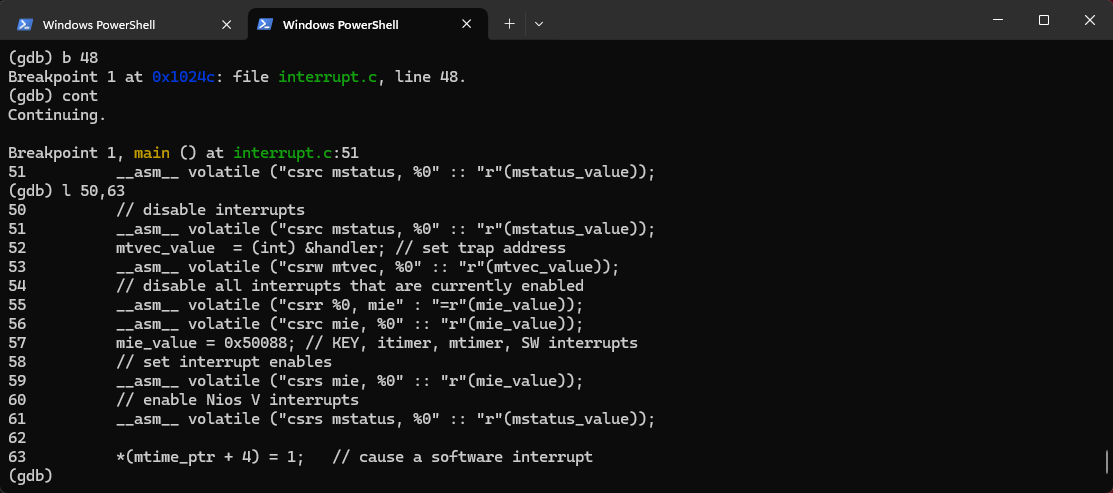 Windows PowerShell
Windows PowerShell
(gdb) b 48
Breakpoint 1 at 0x1024c: file interrupt.c, line 48.
(gdb) cont
Continuing.

Breakpoint 1, main () at interrupt.c:51
51          __asm__ volatile ("csrc mstatus, %0" :: "r"(mstatus_value));
(gdb) l 50,63
50          // disable interrupts
51          __asm__ volatile ("csrc mstatus, %0" :: "r"(mstatus_value));
52          mtvec_value  = (int) &handler; // set trap address
53          __asm__ volatile ("csrw mtvec, %0" :: "r"(mtvec_value));
54          // disable all interrupts that are currently enabled
55          __asm__ volatile ("csrr %0, mie" : "=r"(mie_value));
56          __asm__ volatile ("csrc mie, %0" :: "r"(mie_value));
57          mie_value = 0x50088; // KEY, itimer, mtimer, SW interrupts
58          // set interrupt enables
59          __asm__ volatile ("csrs mie, %0" :: "r"(mie_value));
60          // enable Nios V interrupts
61          __asm__ volatile ("csrs mstatus, %0" :: "r"(mstatus_value));
62
63          *(mtime_ptr + 4) = 1;   // cause a software interrupt
(gdb)